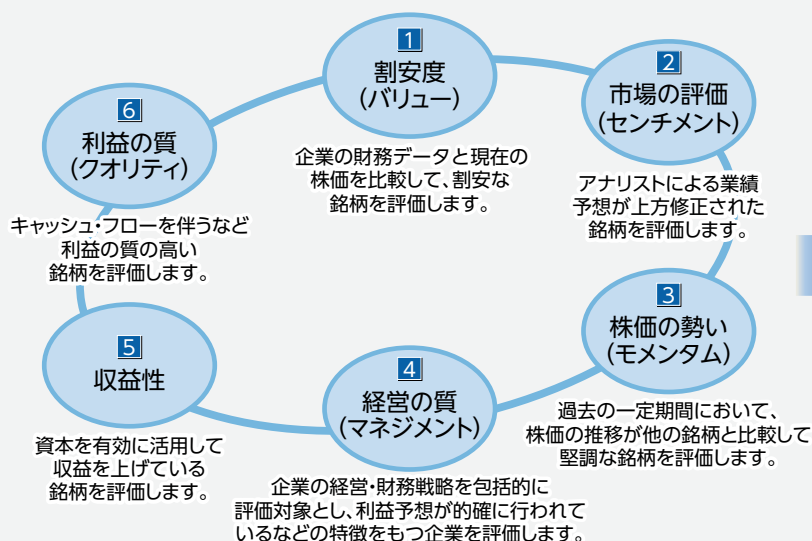 1
割安度
(バリュー)
企業の財務データと現在の
株価を比較して、割安な
銘柄を評価します。
2
市場の評価
(センチメント)
アナリストによる業績
予想が上方修正された
銘柄を評価します。
3
株価の勢い
(モメンタム)
過去の一定期間において、
株価の推移が他の銘柄と比較して
堅調な銘柄を評価します。
4
経営の質
(マネジメント)
企業の経営・財務戦略を包括的に
評価対象とし、利益予想が的確に行われて
いるなどの特徴をもつ企業を評価します。
5
収益性
資本を有効に活用して
収益を上げている
銘柄を評価します。
6
利益の質
(クオリティ)
キャッシュ・フローを伴うなど
利益の質の高い
銘柄を評価します。